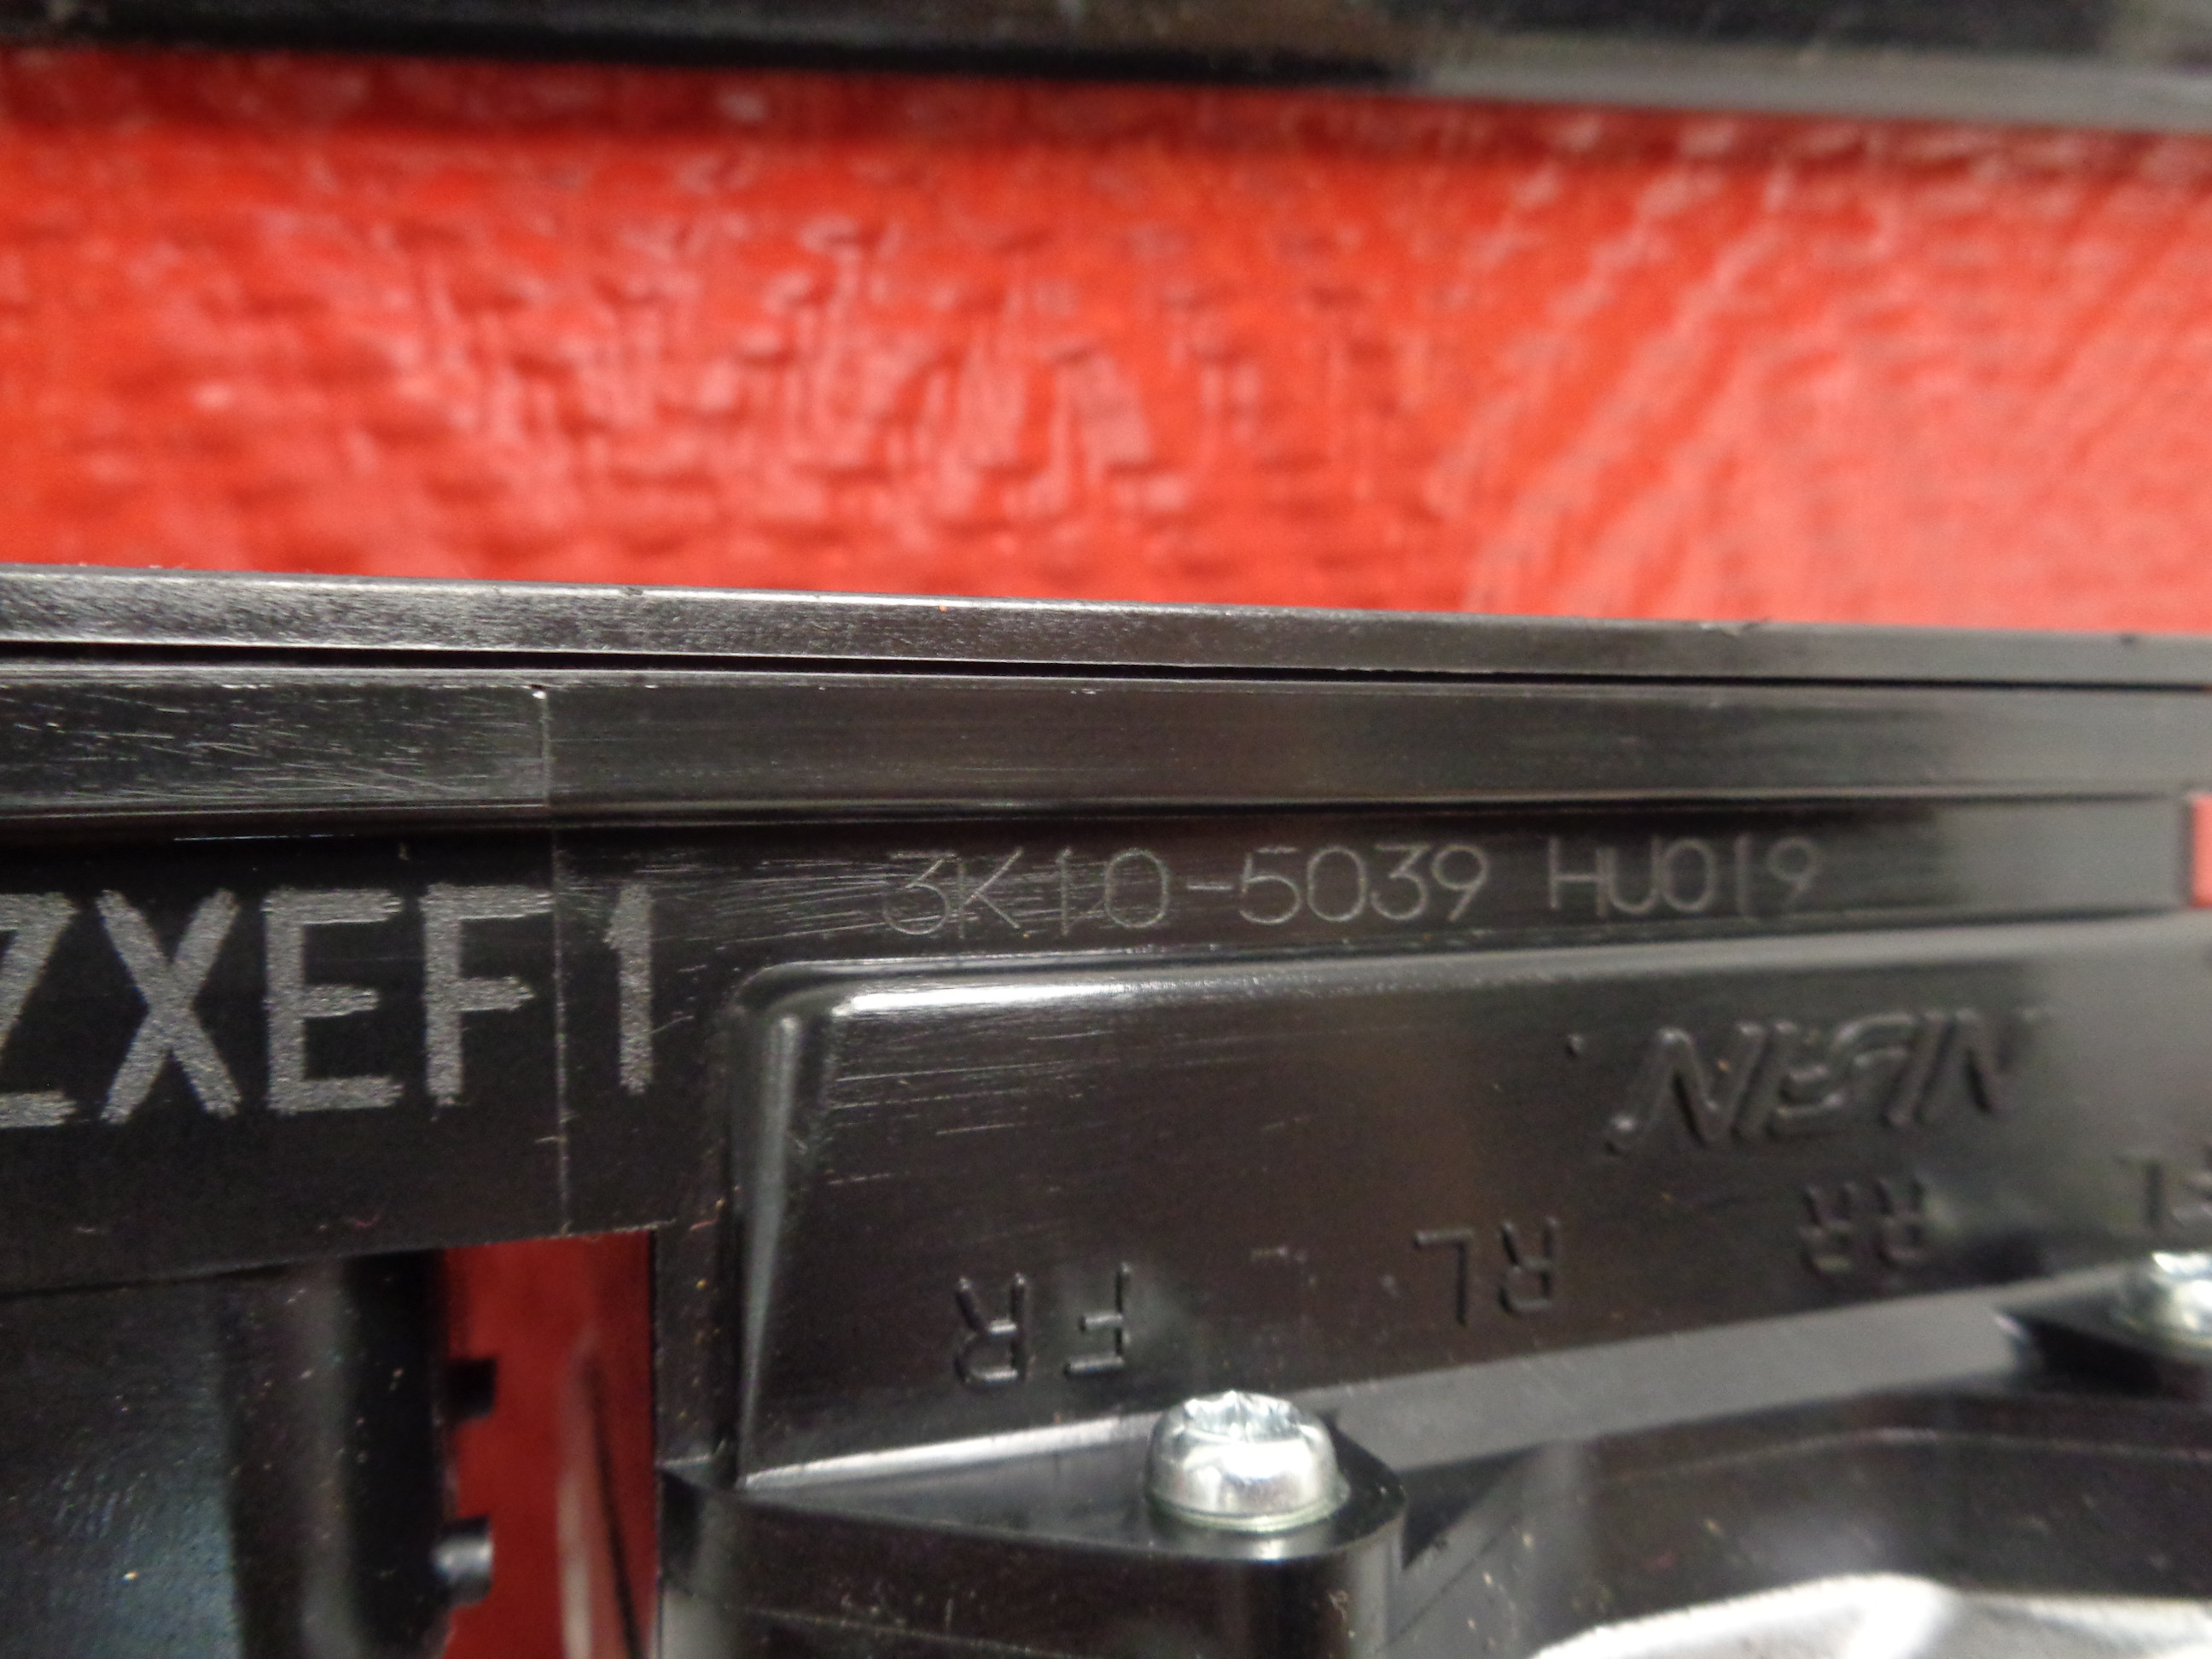 ZXEF1
3K10-5039 HU019
NISSIN
FR RL RR FL